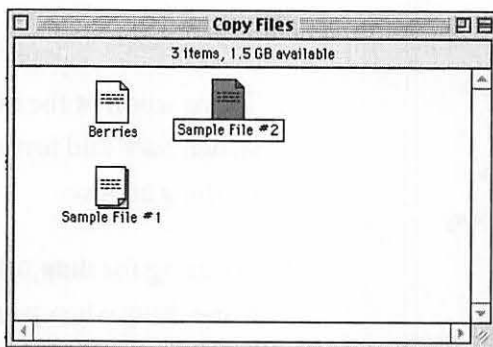 Copy Files
3 items, 1.5 GB available
Berries
Sample File #2
Sample File #1